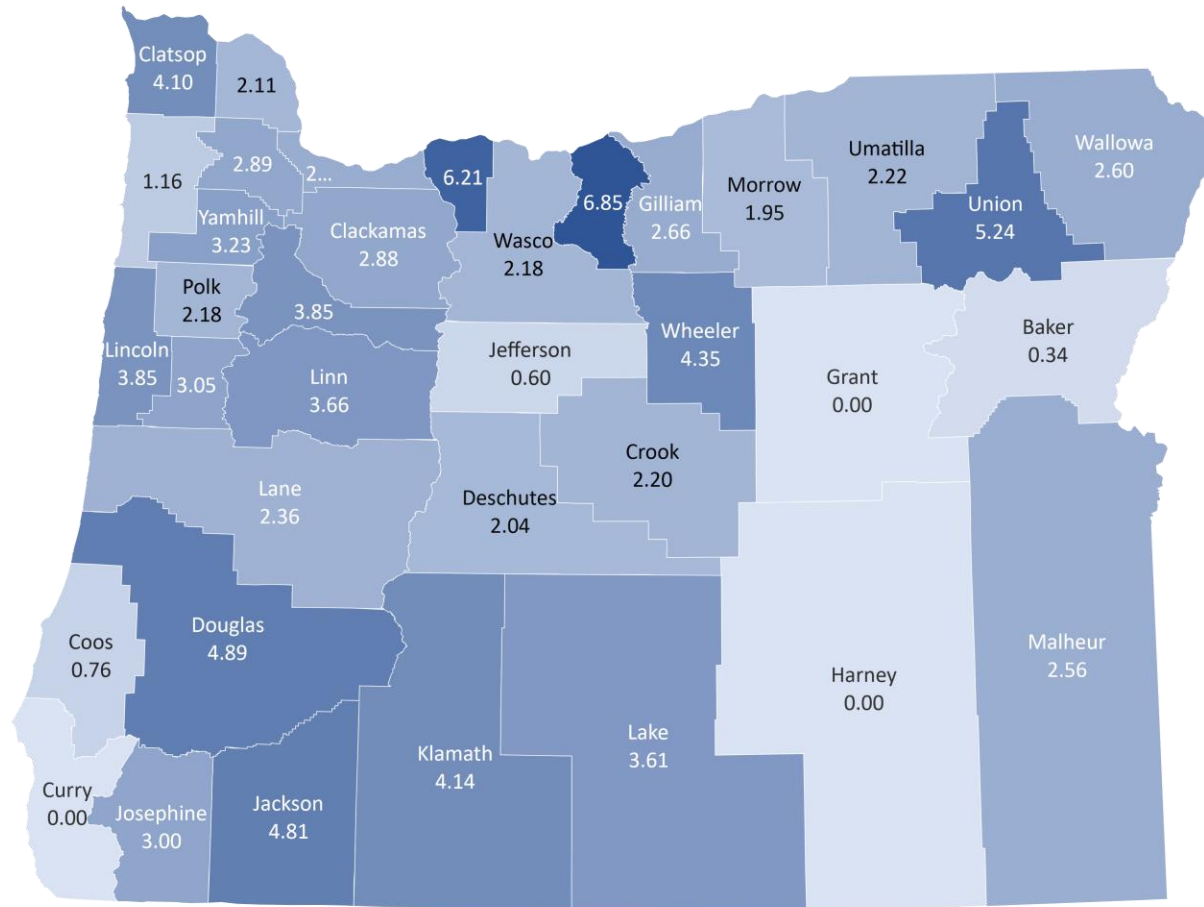 Clatsop
4.10
2.11
1.16
2.89
2...
Yamhill
3.23
Clackamas
2.88
6.21
Wasco
2.18
6.85
Gilliam
2.66
Morrow
1.95
Umatilla
2.22
Union
5.24
Wallowa
2.60
Polk
2.18
3.85
Lincoln
3.85
3.05
Linn
3.66
Jefferson
0.60
Wheeler
4.35
Grant
0.00
Baker
0.34
Lane
2.36
Deschutes
2.04
Crook
2.20
Coos
0.76
Douglas
4.89
Harney
0.00
Malheur
2.56
Curry
0.00
Josephine
3.00
Jackson
4.81
Klamath
4.14
Lake
3.61